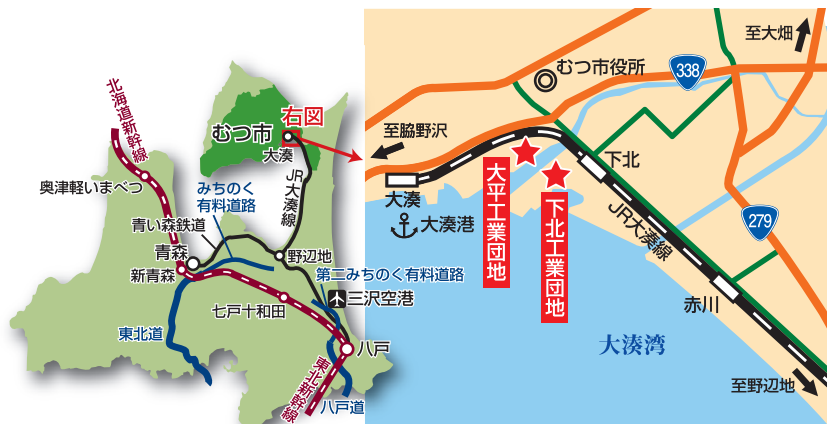 北海道新幹線
奥津軽いまべつ
むつ市
右図
大湊
JR大湊線
みちのく
有料道路
青い森鉄道
青森
新青森
野辺地
第二みちのく有料道路
三沢空港
七戸十和田
東北道
八戸
東北新幹線
八戸道
至大畑
むつ市役所
338
至脇野沢
下北
大湊
大湊港
大平工業団地
下北工業団地
JR大湊線
279
赤川
大湊湾
至野辺地